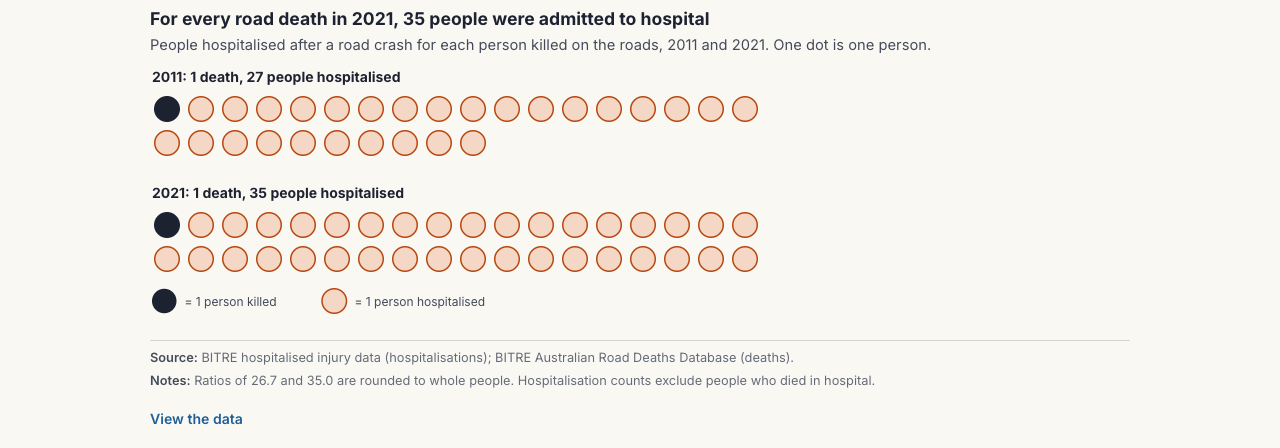 For every road death in 2021, 35 people were admitted to hospital
People hospitalised after a road crash for each person killed on the roads, 2011 and 2021. One dot is one person.
2011: 1 death, 27 people hospitalised
2021: 1 death, 35 people hospitalised
= 1 person killed = 1 person hospitalised
Source: BITRE hospitalised injury data (hospitalisations); BITRE Australian Road Deaths Database (deaths).
Notes: Ratios of 26.7 and 35.0 are rounded to whole people. Hospitalisation counts exclude people who died in hospital.
View the data